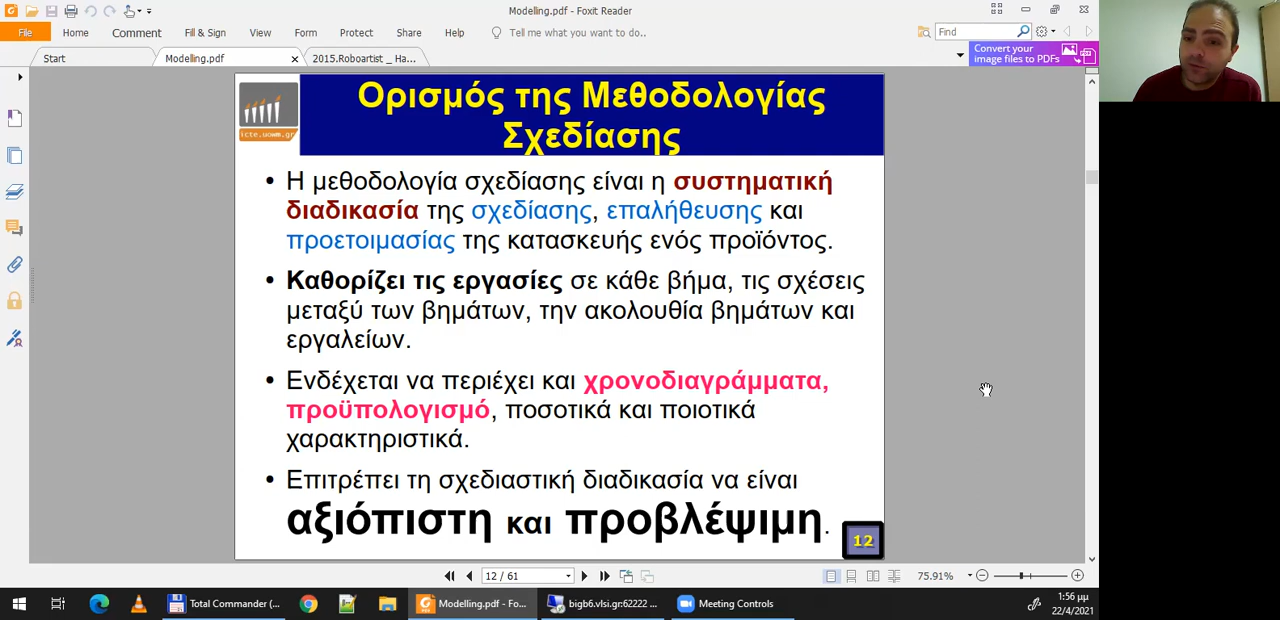 Modelling.pdf - Foxit Reader
File Home Comment Fill & Sign View Form Protect Share Help Tell me what you want to do... Find
Start Modelling.pdf 2015.Roboartist _ Ha... Convert your
image files to PDFs
icte.uowm.gr
Ορισμός της Μεθοδολογίας
Σχεδίασης
• Η μεθοδολογία σχεδίασης είναι η συστηματική
διαδικασία της σχεδίασης, επαλήθευσης και
προετοιμασίας της κατασκευής ενός προϊόντος.
• Καθορίζει τις εργασίες σε κάθε βήμα, τις σχέσεις
μεταξύ των βημάτων, την ακολουθία βημάτων και
εργαλείων.
• Ενδέχεται να περιέχει και χρονοδιαγράμματα,
προϋπολογισμό, ποσοτικά και ποιοτικά
χαρακτηριστικά.
• Επιτρέπει τη σχεδιαστική διαδικασία να είναι
αξιόπιστη και προβλέψιμη.
12
12 / 61 75.91%
Total Commander (... Modelling.pdf - Fo... bigb6.vlsi.gr:62222 ... Meeting Controls 1:56 μμ
22/4/2021